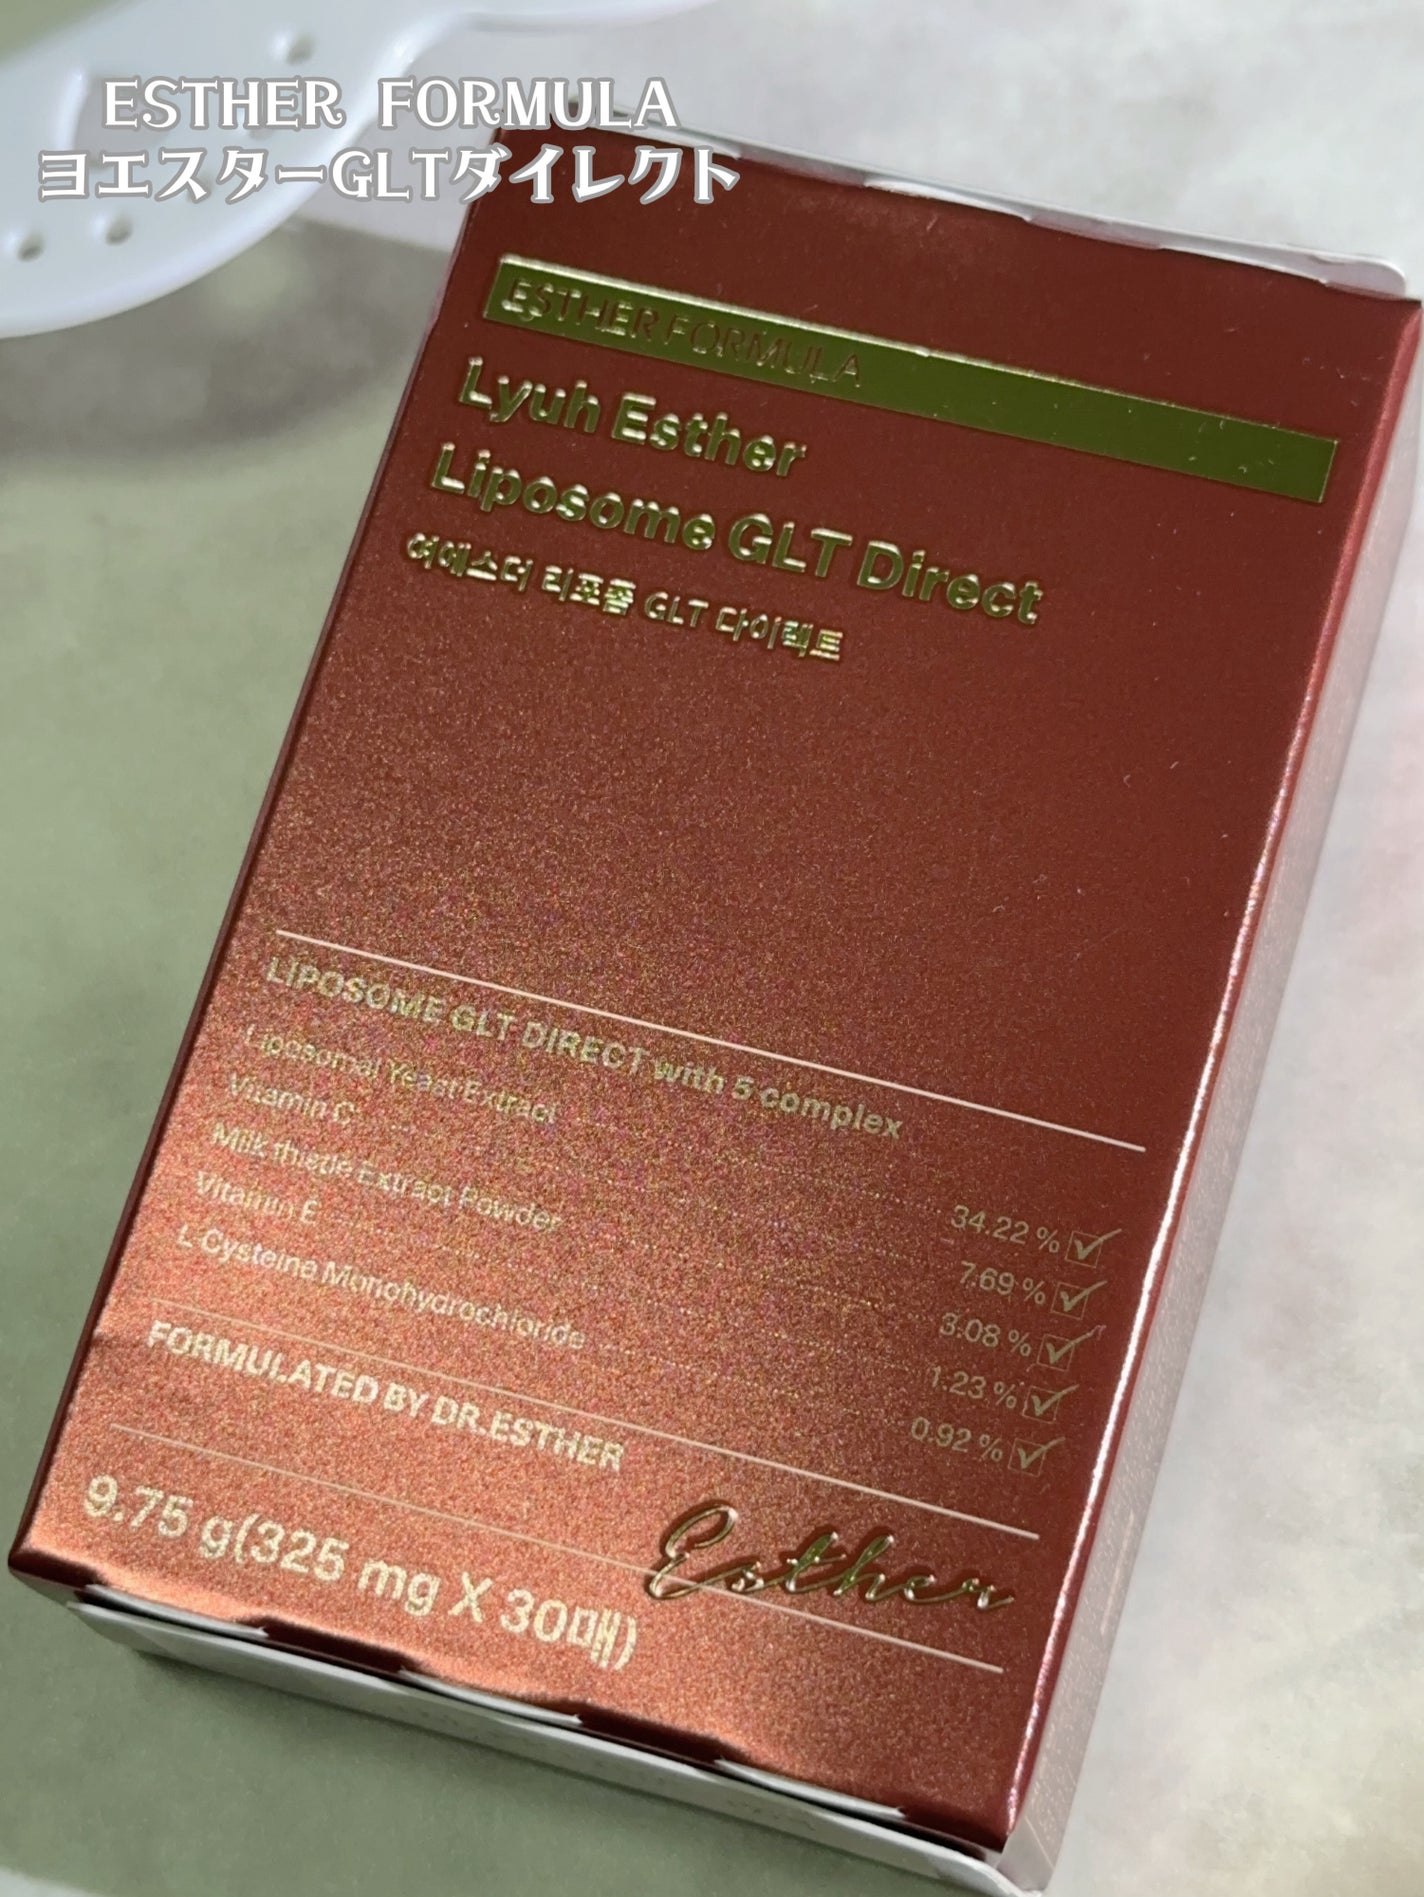 ESTHER FORMULA
ヨエスターGLTダイレクト
ESTHER FORMULA
Lyuh Esther
Liposome GLT Direct
여에스더 리포좀 GLT 다이렉트
LIPOSOME GLT DIRECT with 5 complex
Liposomal Yeast Extract 34.22 %
Vitamin C 7.69 %
Milk thistle Extract Powder 3.08 %
Vitamin E 1.23 %
L-Cysteine Monohydrochloride 0.92 %
FORMULATED BY DR.ESTHER
Esther
9.75 g(325 mg X 30매)